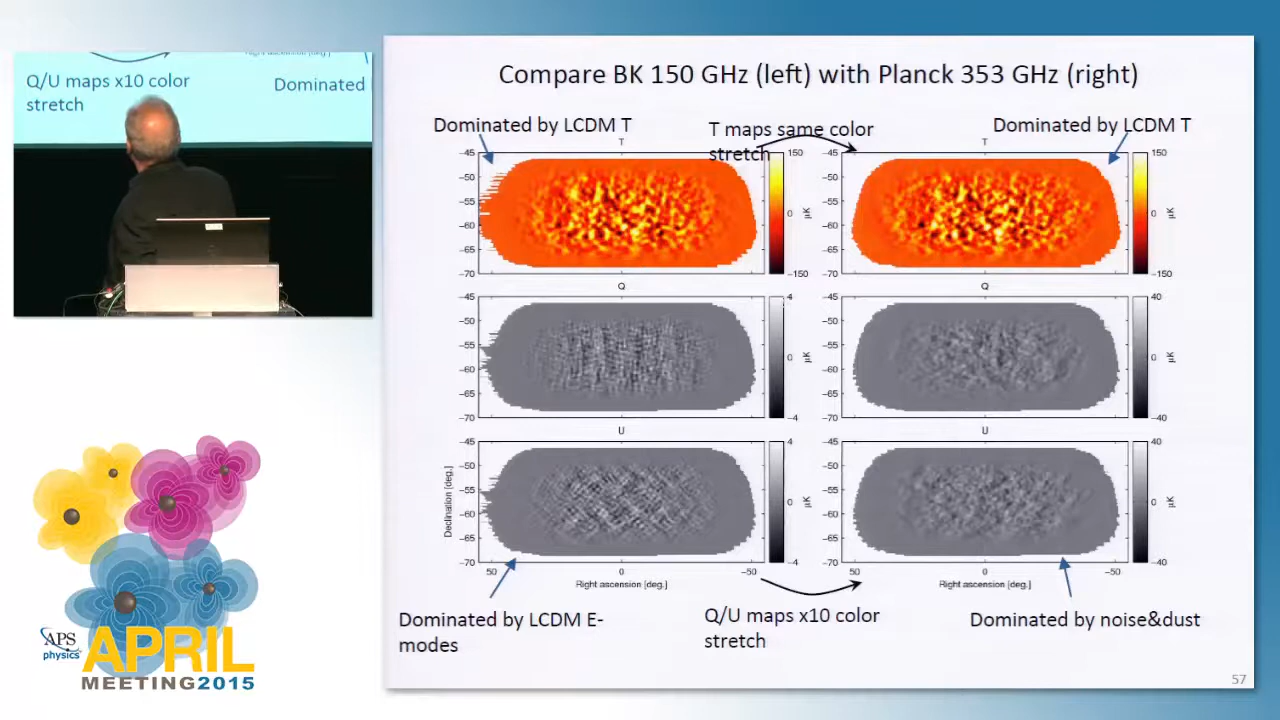 Q/U maps x10 color
stretch
Dominated
Compare BK 150 GHz (left) with Planck 353 GHz (right)
Dominated by LCDM T
T maps same color
stretch
Dominated by LCDM T
T
T
-45
-50
-55
-60
-65
-70
150
0
-150
µK
-45
-50
-55
-60
-65
-70
150
0
-150
µK
Q
Q
-45
-50
-55
-60
-65
-70
4
0
-4
µK
-45
-50
-55
-60
-65
-70
40
0
-40
µK
U
U
Declination [deg.]
-45
-50
-55
-60
-65
-70
4
0
-4
µK
-45
-50
-55
-60
-65
-70
40
0
-40
µK
50 0 -50
Right ascension [deg.]
50 0 -50
Right ascension [deg.]
Dominated by LCDM E-
modes
Q/U maps x10 color
stretch
Dominated by noise&dust
57
APS
physics
APRIL
MEETING2015